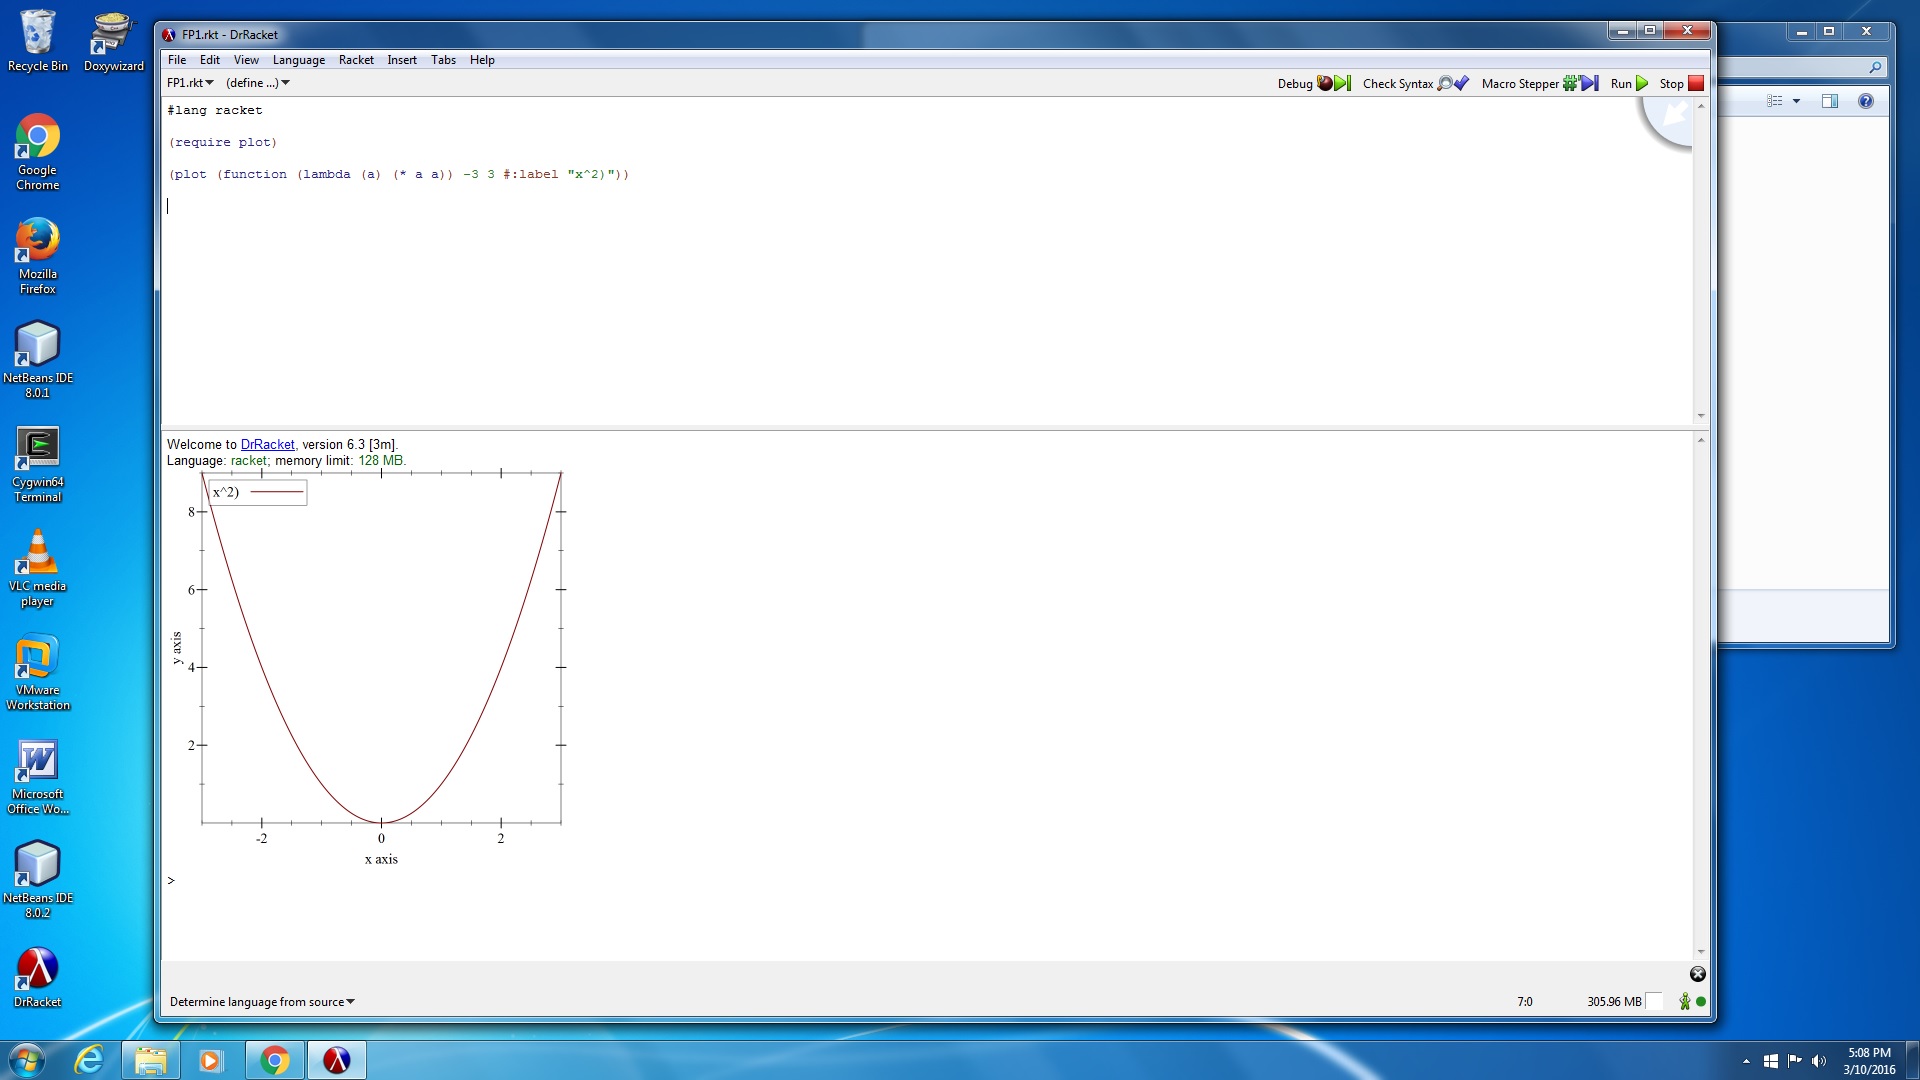 Recycle Bin
Doxywizard
Google
Chrome
Mozilla
Firefox
NetBeans IDE
8.0.1
Cygwin64
Terminal
VLC media
player
VMware
Workstation
Microsoft
Office Wo...
NetBeans IDE
8.0.2
DrRacket
FP1.rkt - DrRacket
File Edit View Language Racket Insert Tabs Help
FP1.rkt (define ...) Debug Check Syntax Macro Stepper Run Stop
#lang racket
(require plot)
(plot (function (lambda (a) (* a a)) -3 3 #:label "x^2)"))
Welcome to DrRacket, version 6.3 [3m].
Language: racket; memory limit: 128 MB.
x^2)
8
6
4
2
y axis
-2 0 2
x axis
>
Determine language from source 7:0 305.96 MB
5:08 PM
3/10/2016